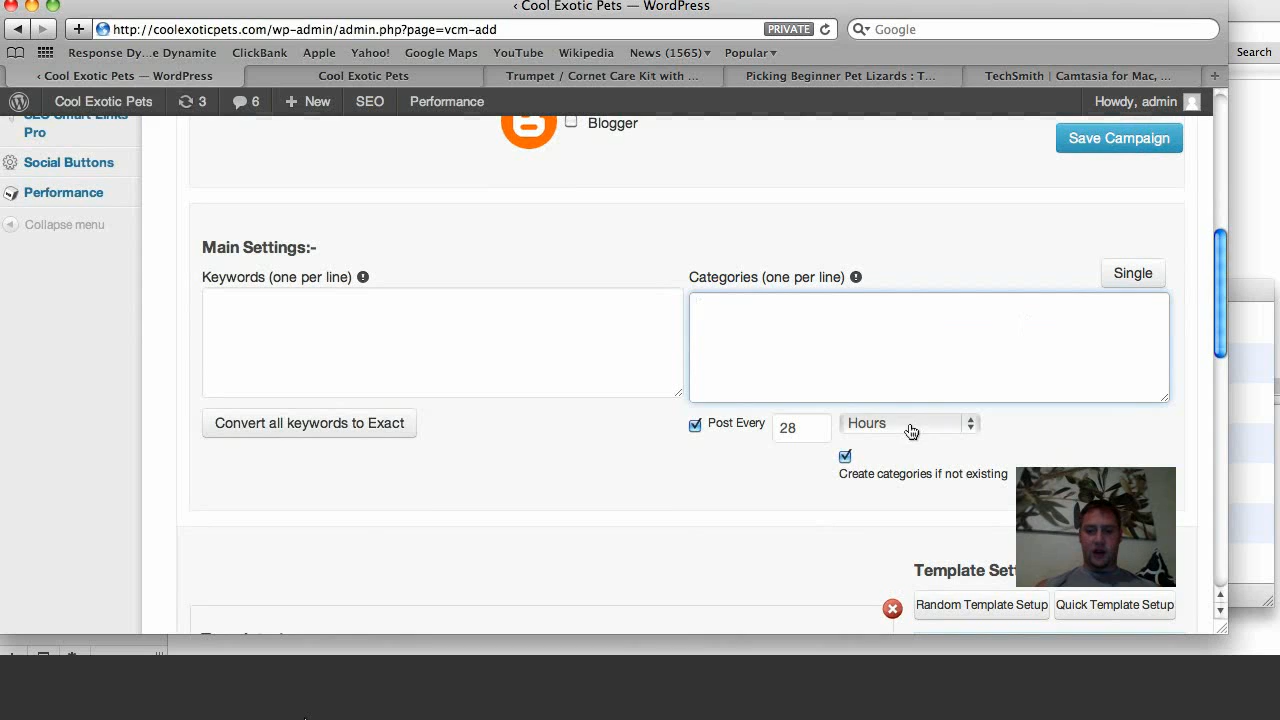 ‹ Cool Exotic Pets — WordPress
http://coolexoticpets.com/wp-admin/admin.php?page=vcm-add
PRIVATE
Google
Response Dy...e Dynamite ClickBank Apple Yahoo! Google Maps YouTube Wikipedia News (1565) Popular
Search
‹ Cool Exotic Pets — WordPress
Cool Exotic Pets
Trumpet / Cornet Care Kit with ...
Picking Beginner Pet Lizards : T...
TechSmith | Camtasia for Mac, ...
Cool Exotic Pets 3 6 + New SEO Performance Howdy, admin
SEO Smart Links
Pro
Social Buttons
Performance
Collapse menu
Blogger
Save Campaign
Main Settings:-
Keywords (one per line)
Categories (one per line)
Single
Convert all keywords to Exact
Post Every 28 Hours
Create categories if not existing
Template Set
Random Template Setup
Quick Template Setup